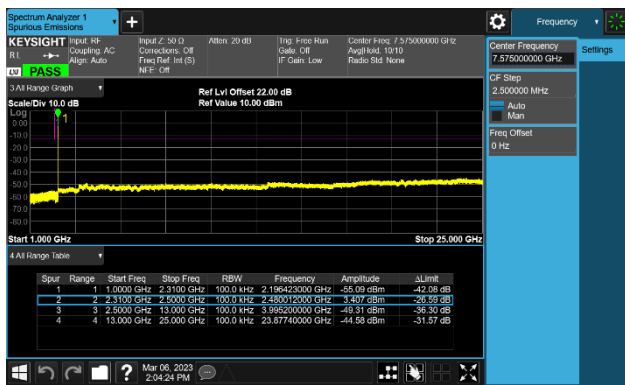 Spectrum Analyzer 1
Spurious Emissions
Frequency
KEYSIGHT Input: RF Input Z: 50 Ω Atten: 20 dB Trig: Free Run Center Freq: 7.575000000 GHz
RL Coupling: AC Corrections: Off Gate: Off Avg|Hold: 10/10
Align: Auto Freq Ref: Int (S) IF Gain: Low Radio Std: None
LXI PASS NFE: Off
Center Frequency
7.575000000 GHz
Settings
CF Step
2.500000 MHz
Auto
Man
Freq Offset
0 Hz
3 All Range Graph
Ref Lvl Offset 22.00 dB
Scale/Div 10.0 dB Ref Value 10.00 dBm
Log
1
0.00
-10.0
-20.0
-30.0
-40.0
-50.0
-60.0
-70.0
-80.0
Start 1.000 GHz Stop 25.000 GHz
4 All Range Table
Spur Range Start Freq Stop Freq RBW Frequency Amplitude ΔLimit
1 1 1.0000 GHz 2.3100 GHz 100.0 kHz 2.196423000 GHz -55.09 dBm -42.08 dB
2 2 2.3100 GHz 2.5000 GHz 100.0 kHz 2.480012000 GHz 3.407 dBm -26.59 dB
3 3 2.5000 GHz 13.000 GHz 100.0 kHz 3.995200000 GHz -49.31 dBm -36.30 dB
4 4 13.000 GHz 25.000 GHz 100.0 kHz 23.87740000 GHz -44.58 dBm -31.57 dB
Mar 06, 2023
2:04:24 PM